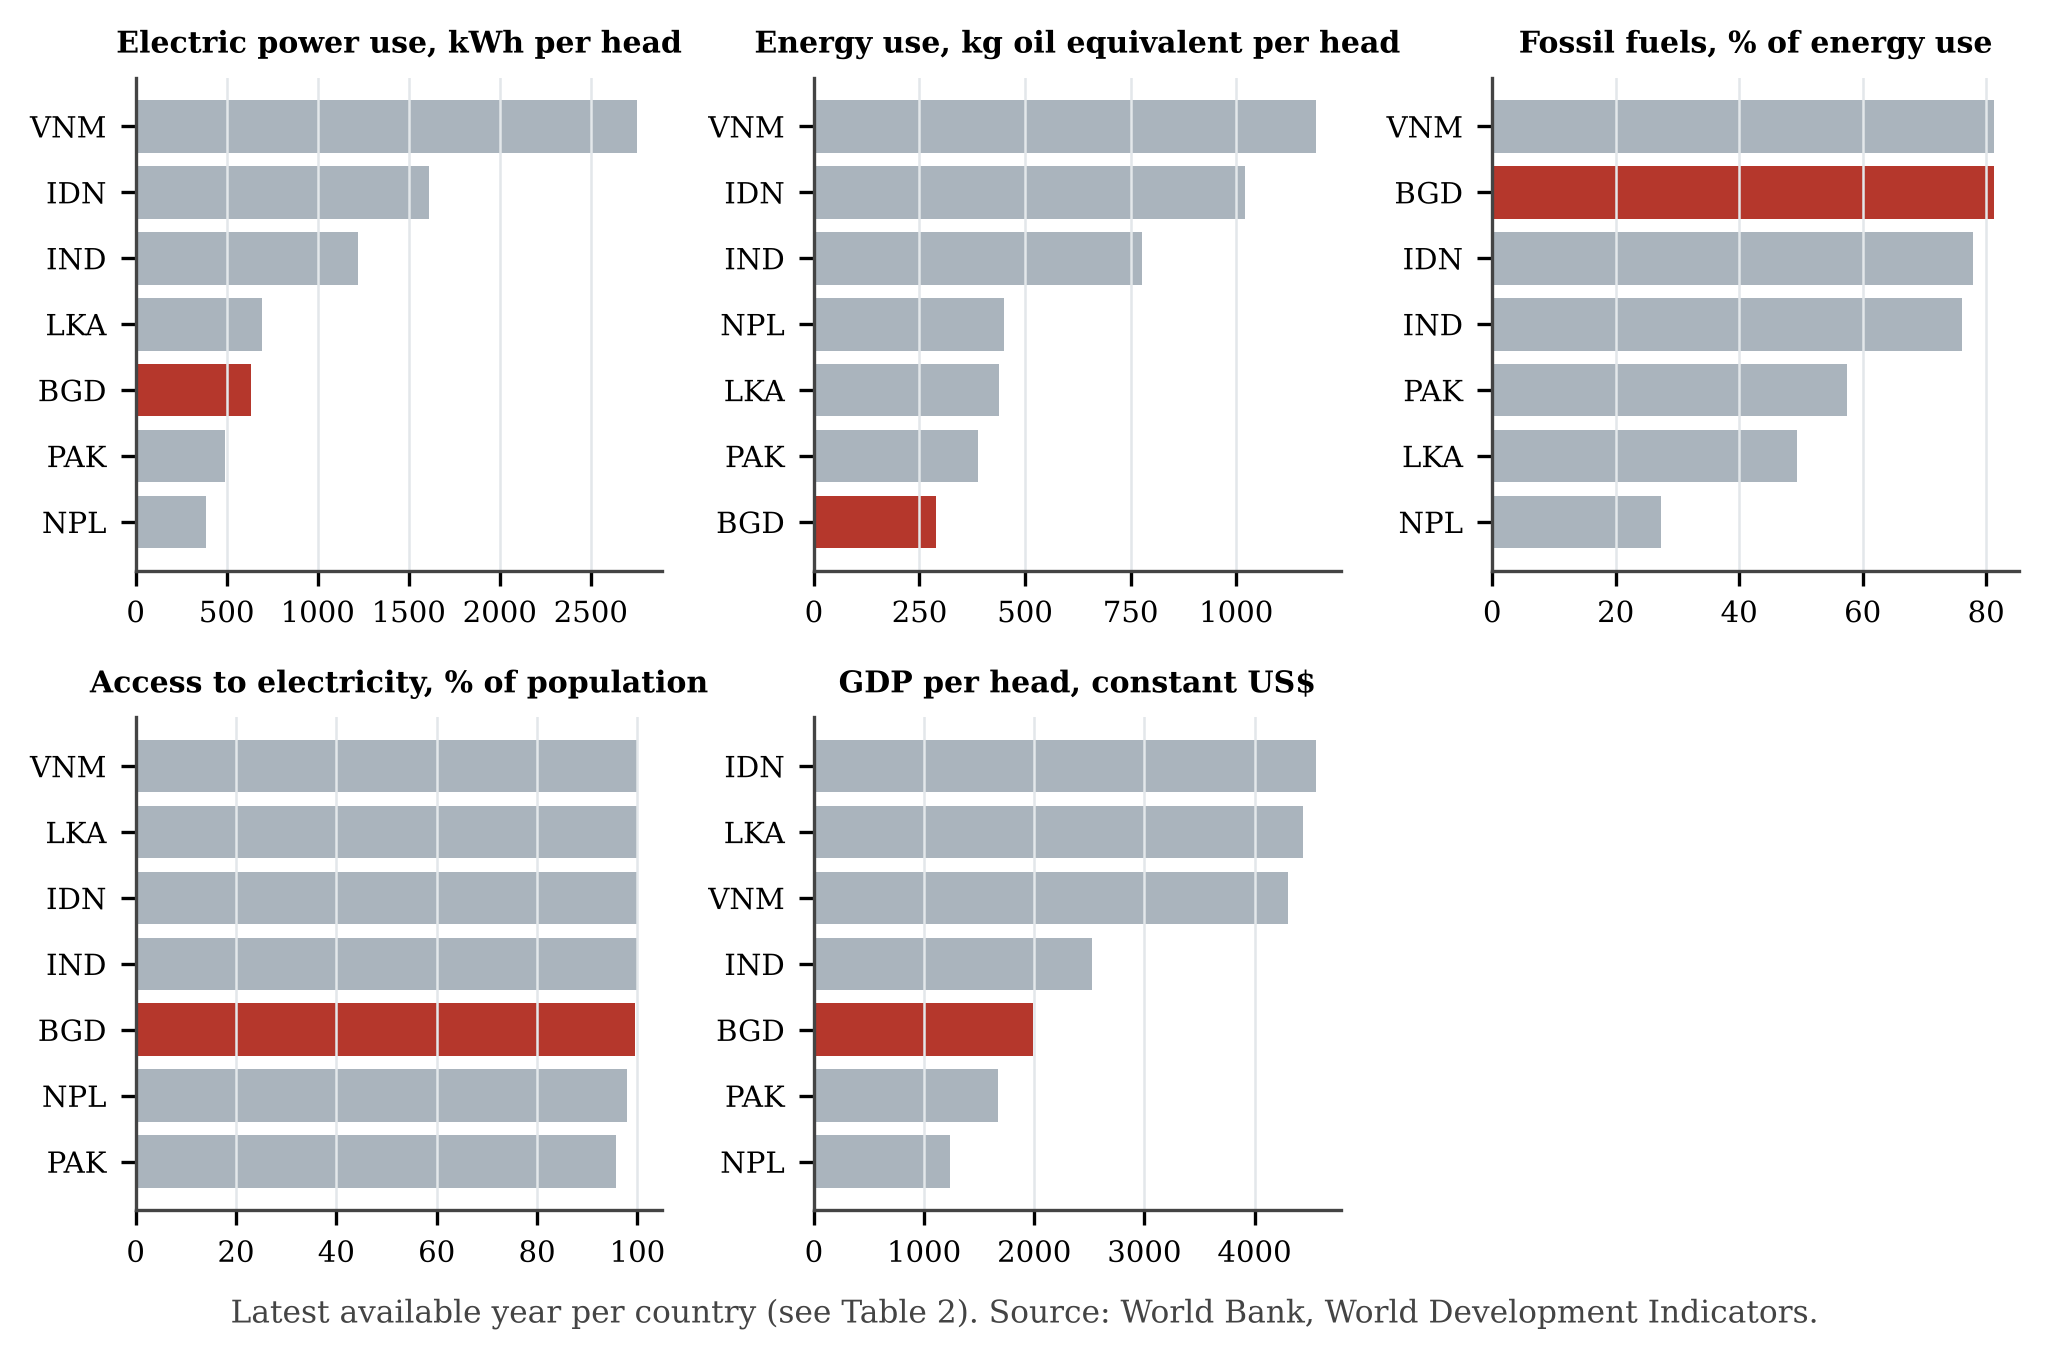 Electric power use, kWh per head
VNM
IDN
IND
LKA
BGD
PAK
NPL
0 500 1000 1500 2000 2500
Energy use, kg oil equivalent per head
VNM
IDN
IND
NPL
LKA
PAK
BGD
0 250 500 750 1000
Fossil fuels, % of energy use
VNM
BGD
IDN
IND
PAK
LKA
NPL
0 20 40 60 80
Access to electricity, % of population
VNM
LKA
IDN
IND
BGD
NPL
PAK
0 20 40 60 80 100
GDP per head, constant US$
IDN
LKA
VNM
IND
BGD
PAK
NPL
0 1000 2000 3000 4000
Latest available year per country (see Table 2). Source: World Bank, World Development Indicators.